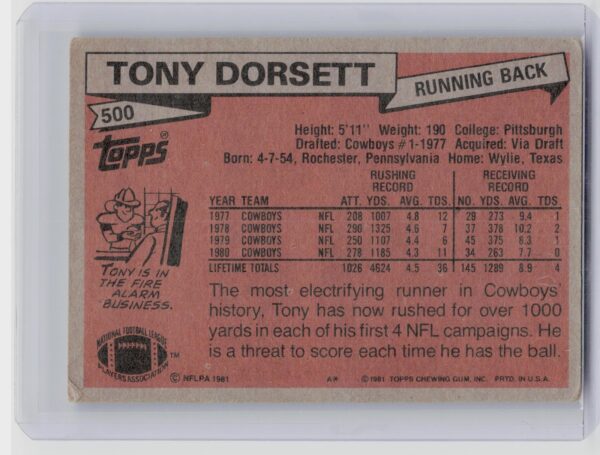 TONY DORSETT
RUNNING BACK
500
Topps®
Height: 5'11" Weight: 190 College: Pittsburgh
Drafted: Cowboys #1-1977 Acquired: Via Draft
Born: 4-7-54, Rochester, Pennsylvania Home: Wylie, Texas
RUSHING RECORD RECEIVING RECORD
YEAR TEAM ATT. YDS. AVG. TDS NO. YDS. AVG. TDS
1977 COWBOYS NFL 208 1007 4.8 12 29 273 9.4 1
1978 COWBOYS NFL 290 1325 4.6 7 37 378 10.2 2
1979 COWBOYS NFL 250 1107 4.4 6 45 375 8.3 1
1980 COWBOYS NFL 278 1185 4.3 11 34 263 7.7 0
LIFETIME TOTALS 1026 4624 4.5 36 145 1289 8.9 4
TONY IS IN
THE FIRE
ALARM
BUSINESS.
The most electrifying runner in Cowboys'
history, Tony has now rushed for over 1000
yards in each of his first 4 NFL campaigns. He
is a threat to score each time he has the ball.
NATIONAL FOOTBALL LEAGUE
PLAYERS ASSOCIATION
™
© NFLPA 1981
A*
© 1981 TOPPS CHEWING GUM, INC. PRTD. IN U.S.A.